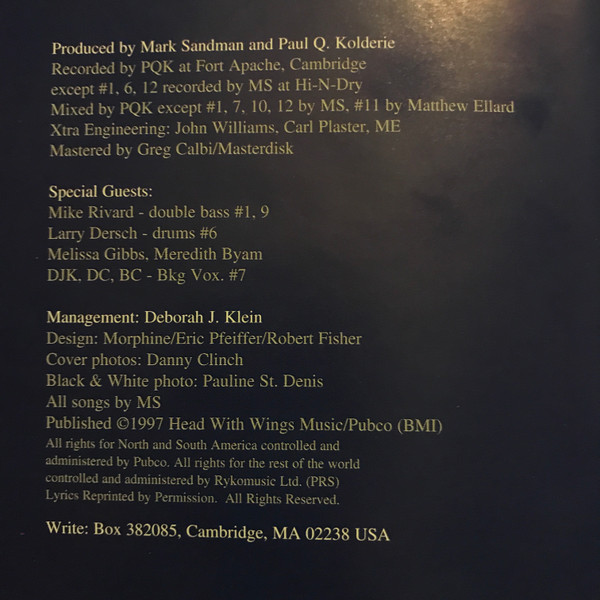 Produced by Mark Sandman and Paul Q. Kolderie
Recorded by PQK at Fort Apache, Cambridge
except #1, 6, 12 recorded by MS at Hi-N-Dry
Mixed by PQK except #1, 7, 10, 12 by MS, #11 by Matthew Ellard
Xtra Engineering: John Williams, Carl Plaster, ME
Mastered by Greg Calbi/Masterdisk
Special Guests:
Mike Rivard - double bass #1, 9
Larry Dersch - drums #6
Melissa Gibbs, Meredith Byam
DJK, DC, BC - Bkg Vox. #7
Management: Deborah J. Klein
Design: Morphine/Eric Pfeiffer/Robert Fisher
Cover photos: Danny Clinch
Black & White photo: Pauline St. Denis
All songs by MS
Published ©1997 Head With Wings Music/Pubco (BMI)
All rights for North and South America controlled and
administered by Pubco. All rights for the rest of the world
controlled and administered by Rykomusic Ltd. (PRS)
Lyrics Reprinted by Permission. All Rights Reserved.
Write: Box 382085, Cambridge, MA 02238 USA